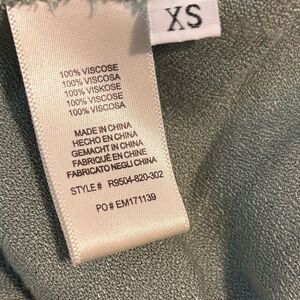 XS
100% VISCOSE
100% VISCOSA
100% VISKOSE
100% VISCOSE
100% VISCOSA
MADE IN CHINA
HECHO EN CHINA
GEMACHT IN CHINA
FABRIQUÉ EN CHINE
FABRICATO NEGLI CHINA
STYLE# R9504-820-302
PO# EM171139